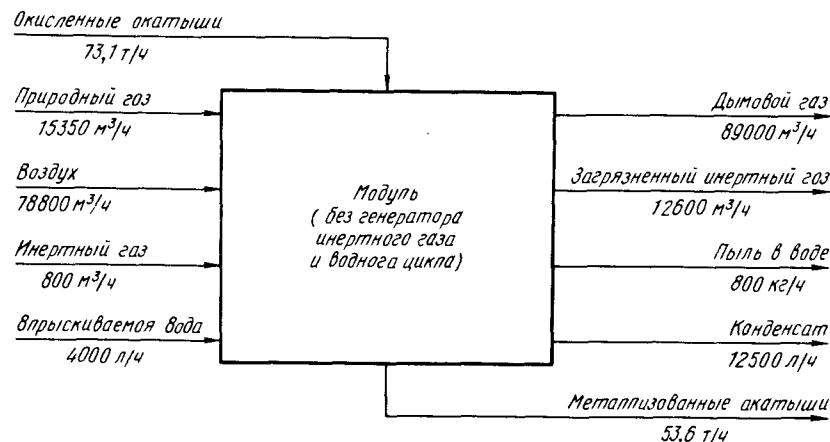 Окисленные окатыши
73,1 т/ч
Природный газ
15350 м³/ч
Воздух
78800 м³/ч
Инертный газ
800 м³/ч
Впрыскиваемая вода
4000 л/ч
Модуль
( без генератора
инертного газа
и водного цикла)
Дымовой газ
89000 м³/ч
Загрязненный инертный газ
12600 м³/ч
Пыль в воде
800 кг/ч
Конденсат
12500 л/ч
Металлизованные окатыши
53,6 т/ч